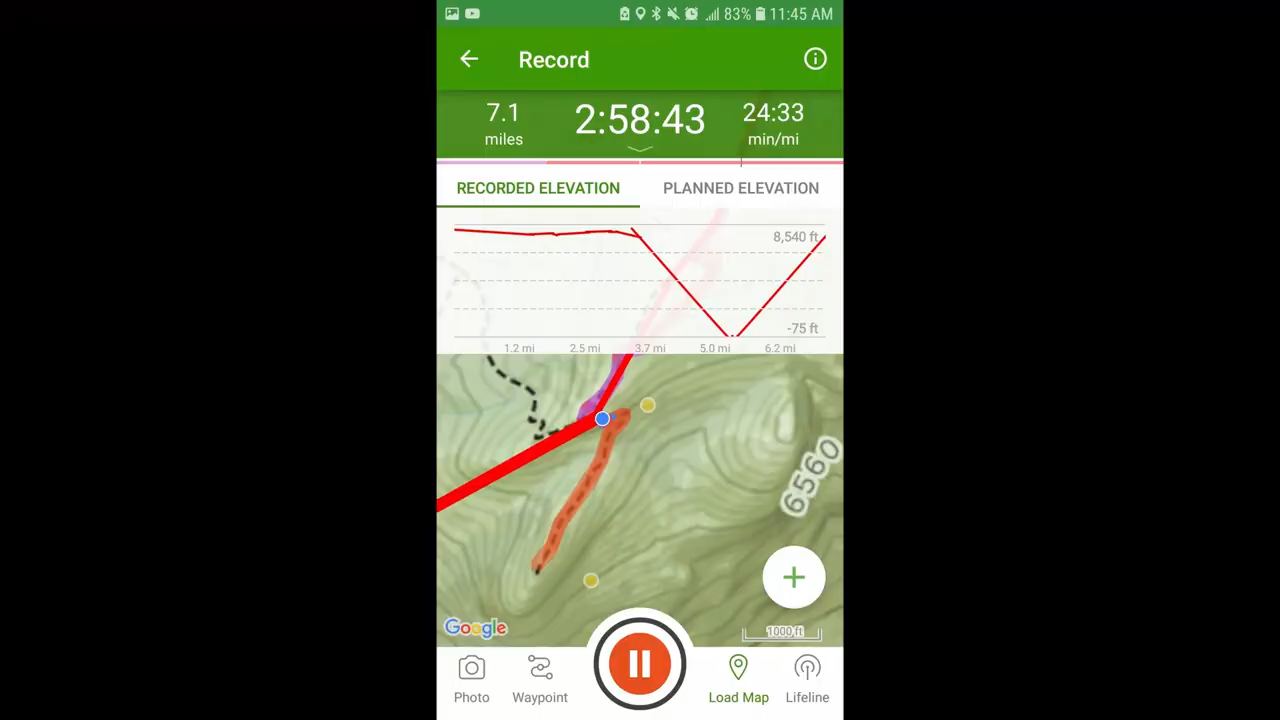 83% 11:45 AM
Record
7.1 2:58:43 24:33
miles min/mi
RECORDED ELEVATION PLANNED ELEVATION
8,540 ft
-75 ft
1.2 mi 2.5 mi 3.7 mi 5.0 mi 6.2 mi
6560
Google
1000 ft
Photo Waypoint Load Map Lifeline